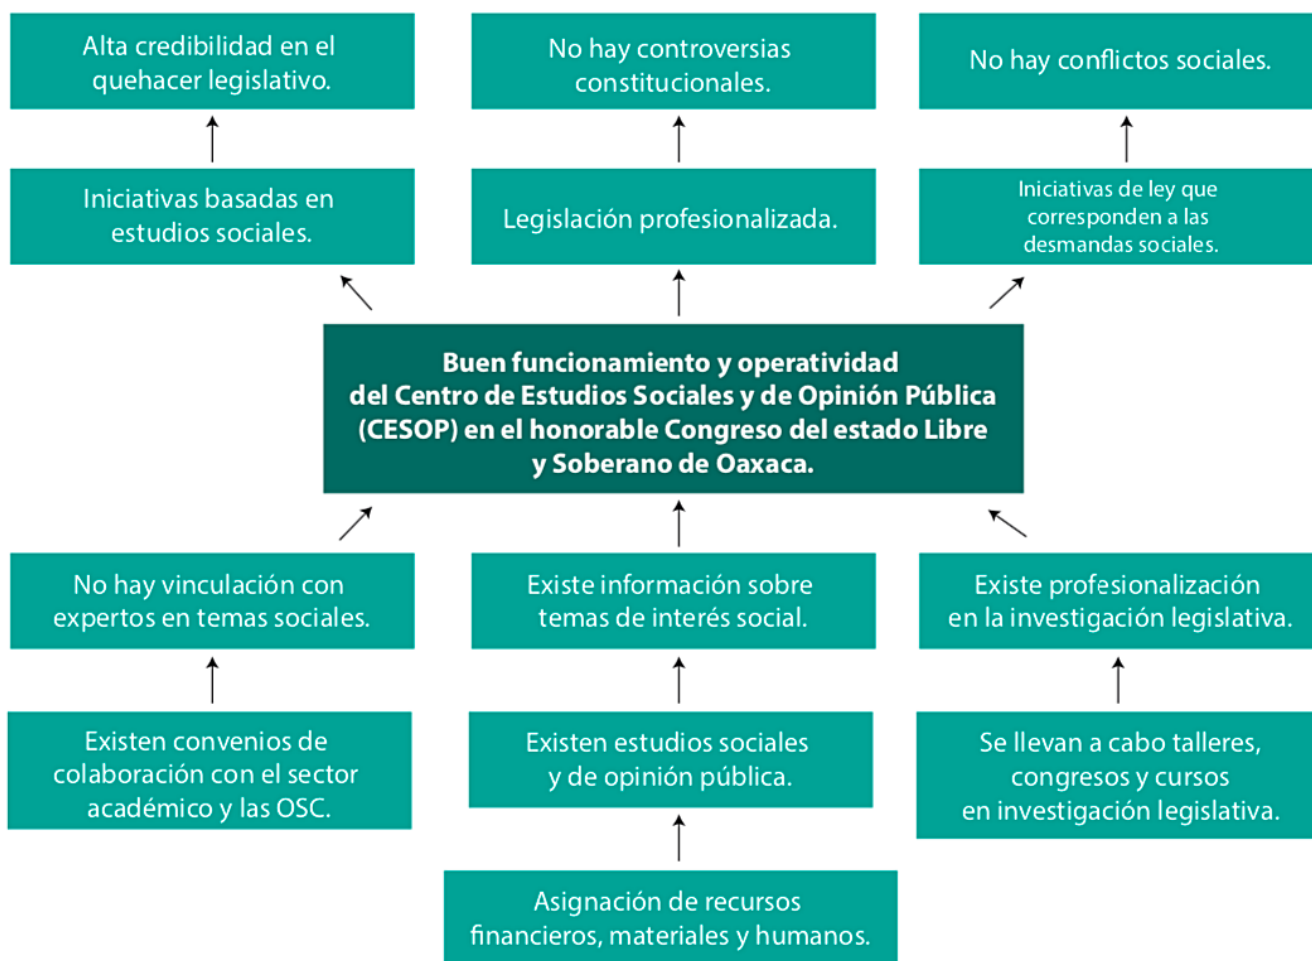 Alta credibilidad en el
quehacer legislativo.
No hay controversias
constitucionales.
No hay conflictos sociales.
Iniciativas basadas en
estudios sociales.
Legislación profesionalizada.
Iniciativas de ley que
corresponden a las
desmandas sociales.
Buen funcionamiento y operatividad
del Centro de Estudios Sociales y de Opinión Pública
(CESOP) en el honorable Congreso del estado Libre
y Soberano de Oaxaca.
No hay vinculación con
expertos en temas sociales.
Existe información sobre
temas de interés social.
Existe profesionalización
en la investigación legislativa.
Existen convenios de
colaboración con el sector
académico y las OSC.
Existen estudios sociales
y de opinión pública.
Se llevan a cabo talleres,
congresos y cursos
en investigación legislativa.
Asignación de recursos
financieros, materiales y humanos.